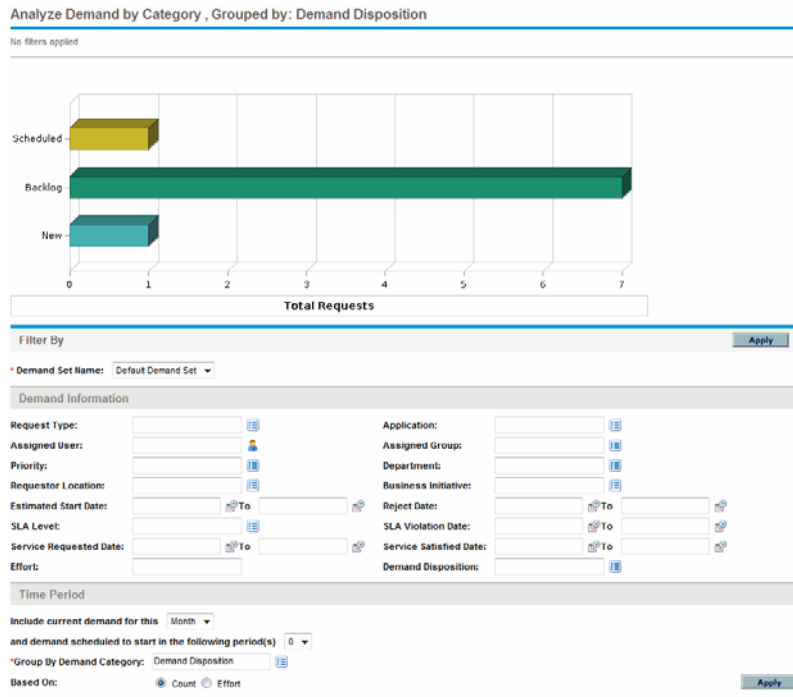 Analyze Demand by Category , Grouped by: Demand Disposition
No filters applied
Scheduled
Backlog
New
0 1 2 3 4 5 6 7
Total Requests
Filter By Apply
* Demand Set Name: Default Demand Set
Demand Information
Request Type: Application:
Assigned User: Assigned Group:
Priority: Department:
Requestor Location: Business Initiative:
Estimated Start Date: To Reject Date: To
SLA Level: SLA Violation Date: To
Service Requested Date: To Service Satisfied Date: To
Effort: Demand Disposition:
Time Period
Include current demand for this Month
and demand scheduled to start in the following period(s) 0
*Group By Demand Category: Demand Disposition
Based On: Count Effort Apply